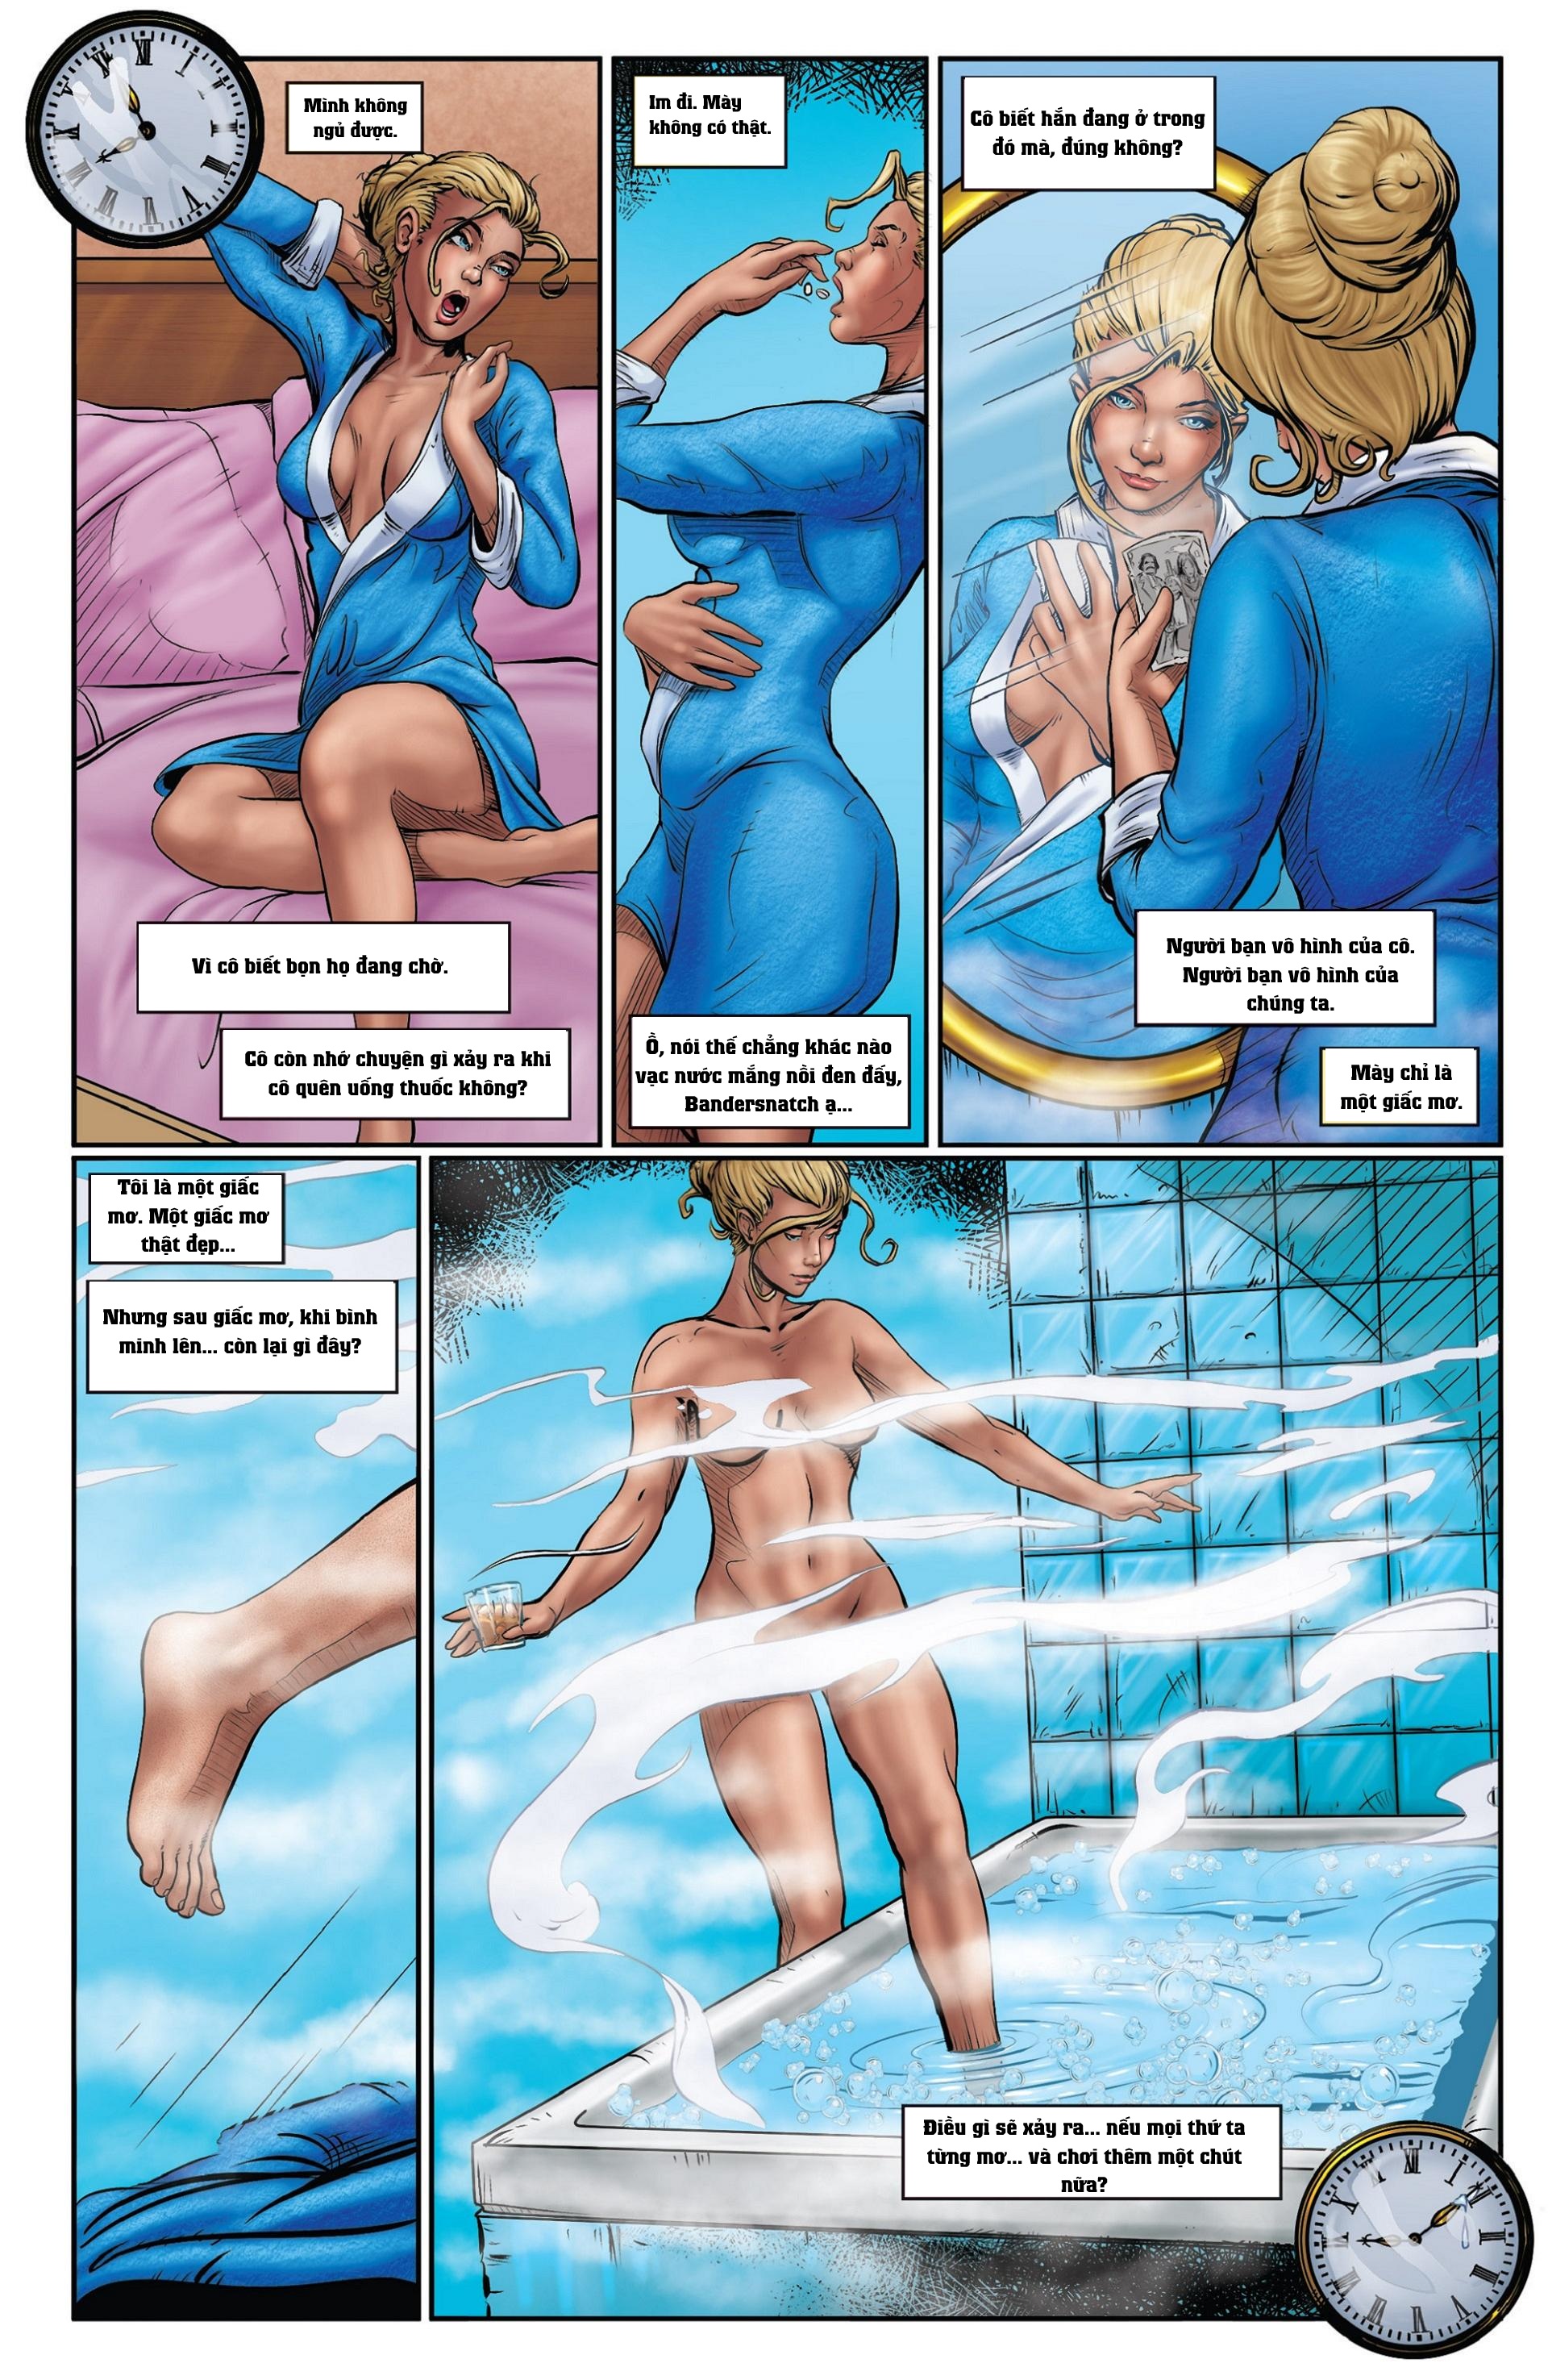 Mình không
ngủ được.
Vì cô biết bọn họ đang chờ.
Cô còn nhớ chuyện gì xảy ra khi
cô quên uống thuốc không?
Im đi. Mày
không có thật.
Ồ, nói thế chẳng khác nào
vạc nước mắng nồi đen đấy,
Bandersnatch ạ...
Cô biết hắn đang ở trong
đó mà, đúng không?
Người bạn vô hình của cô.
Người bạn vô hình của
chúng ta.
Mày chỉ là
một giấc mơ.
Tôi là một giấc
mơ. Một giấc mơ
thật đẹp...
Nhưng sau giấc mơ, khi bình
minh lên... còn lại gì đây?
Điều gì sẽ xảy ra... nếu mọi thứ ta
từng mơ... và chơi thêm một chút
nữa?